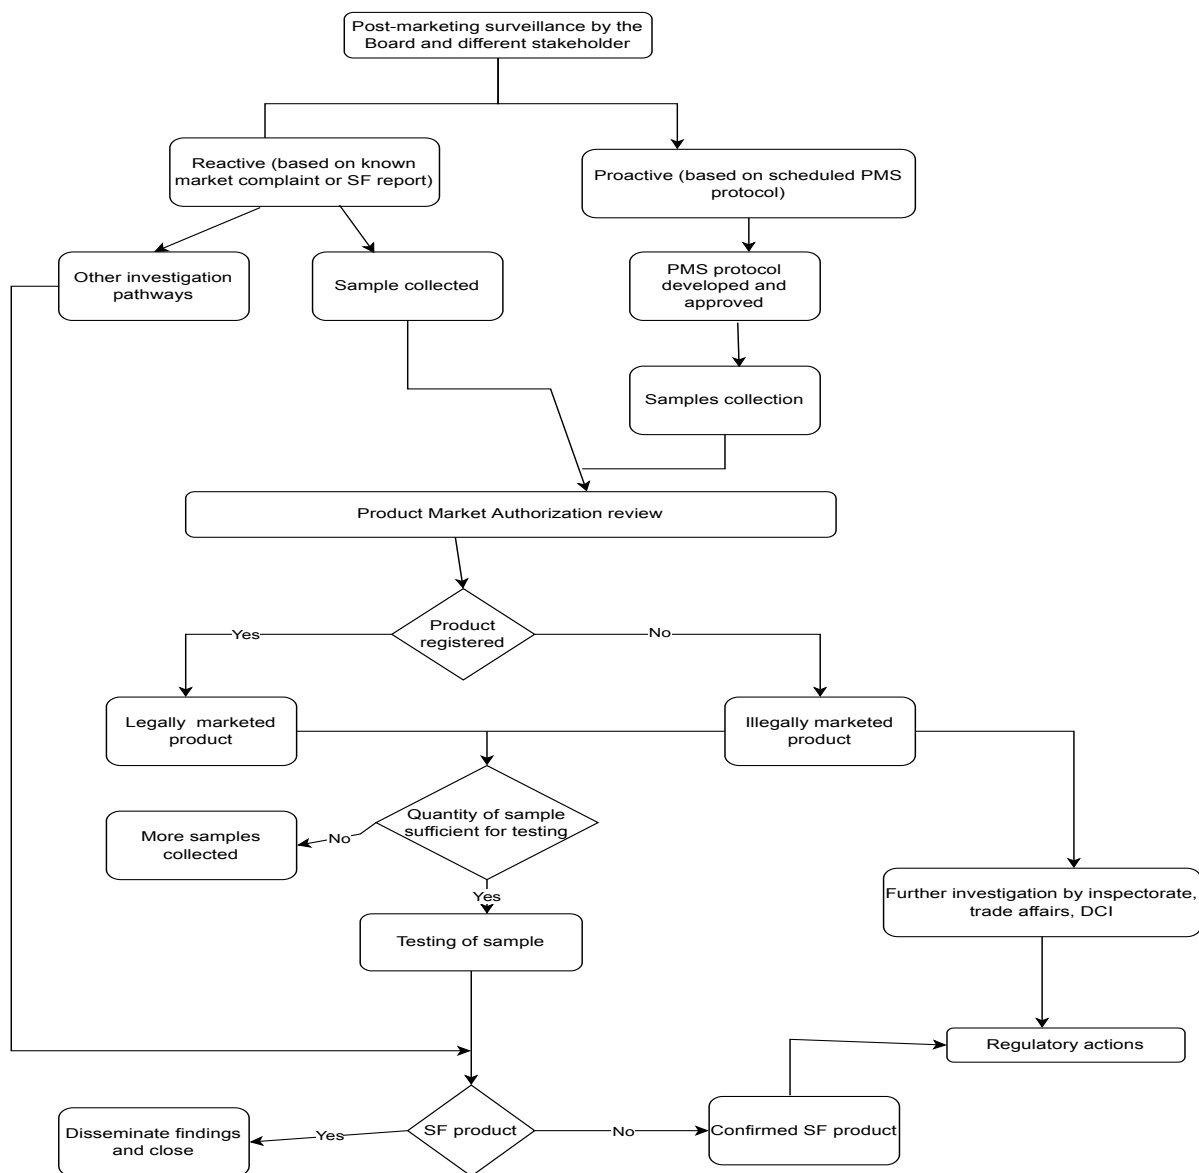 Post-marketing surveillance by the
Board and different stakeholder
Reactive (based on known
market complaint or SF report)
Proactive (based on scheduled PMS
protocol)
Other investigation
pathways
Sample collected
PMS protocol
developed and
approved
Samples collection
Product Market Authorization review
Product
registered
Yes
No
Legally marketed
product
Illegally marketed
product
Quantity of sample
sufficient for testing
No
More samples
collected
Yes
Further investigation by inspectorate,
trade affairs, DCI
Testing of sample
Regulatory actions
SF product
Yes
Disseminate findings
and close
No
Confirmed SF product